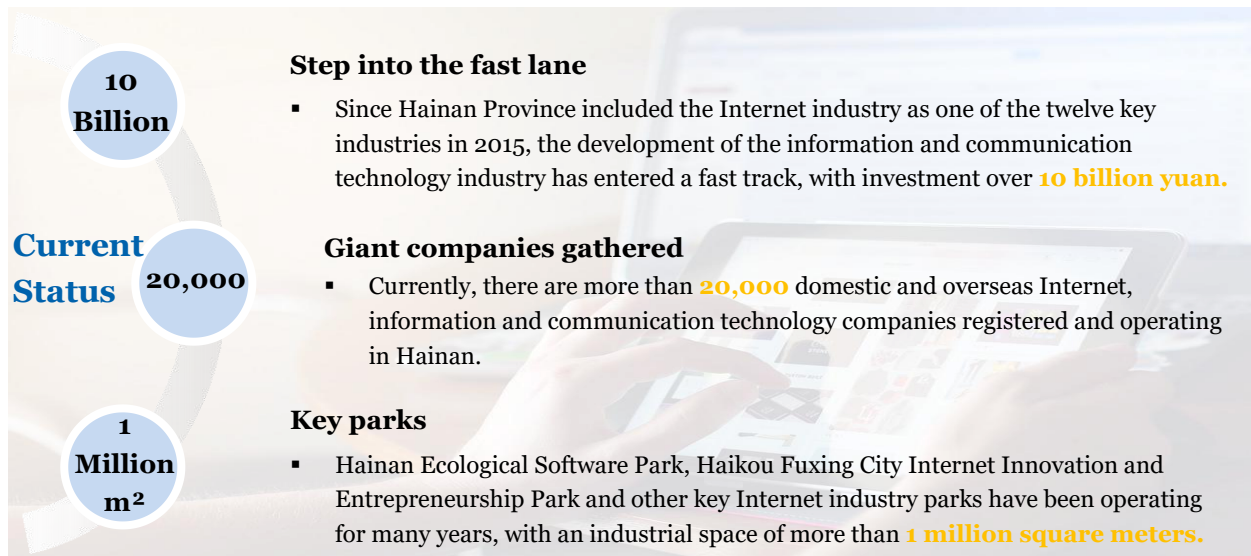 10
Billion
Step into the fast lane
▪ Since Hainan Province included the Internet industry as one of the twelve key
industries in 2015, the development of the information and communication
technology industry has entered a fast track, with investment over 10 billion yuan.
Current
Status
20,000
Giant companies gathered
▪ Currently, there are more than 20,000 domestic and overseas Internet,
information and communication technology companies registered and operating
in Hainan.
1
Million
m²
Key parks
▪ Hainan Ecological Software Park, Haikou Fuxing City Internet Innovation and
Entrepreneurship Park and other key Internet industry parks have been operating
for many years, with an industrial space of more than 1 million square meters.